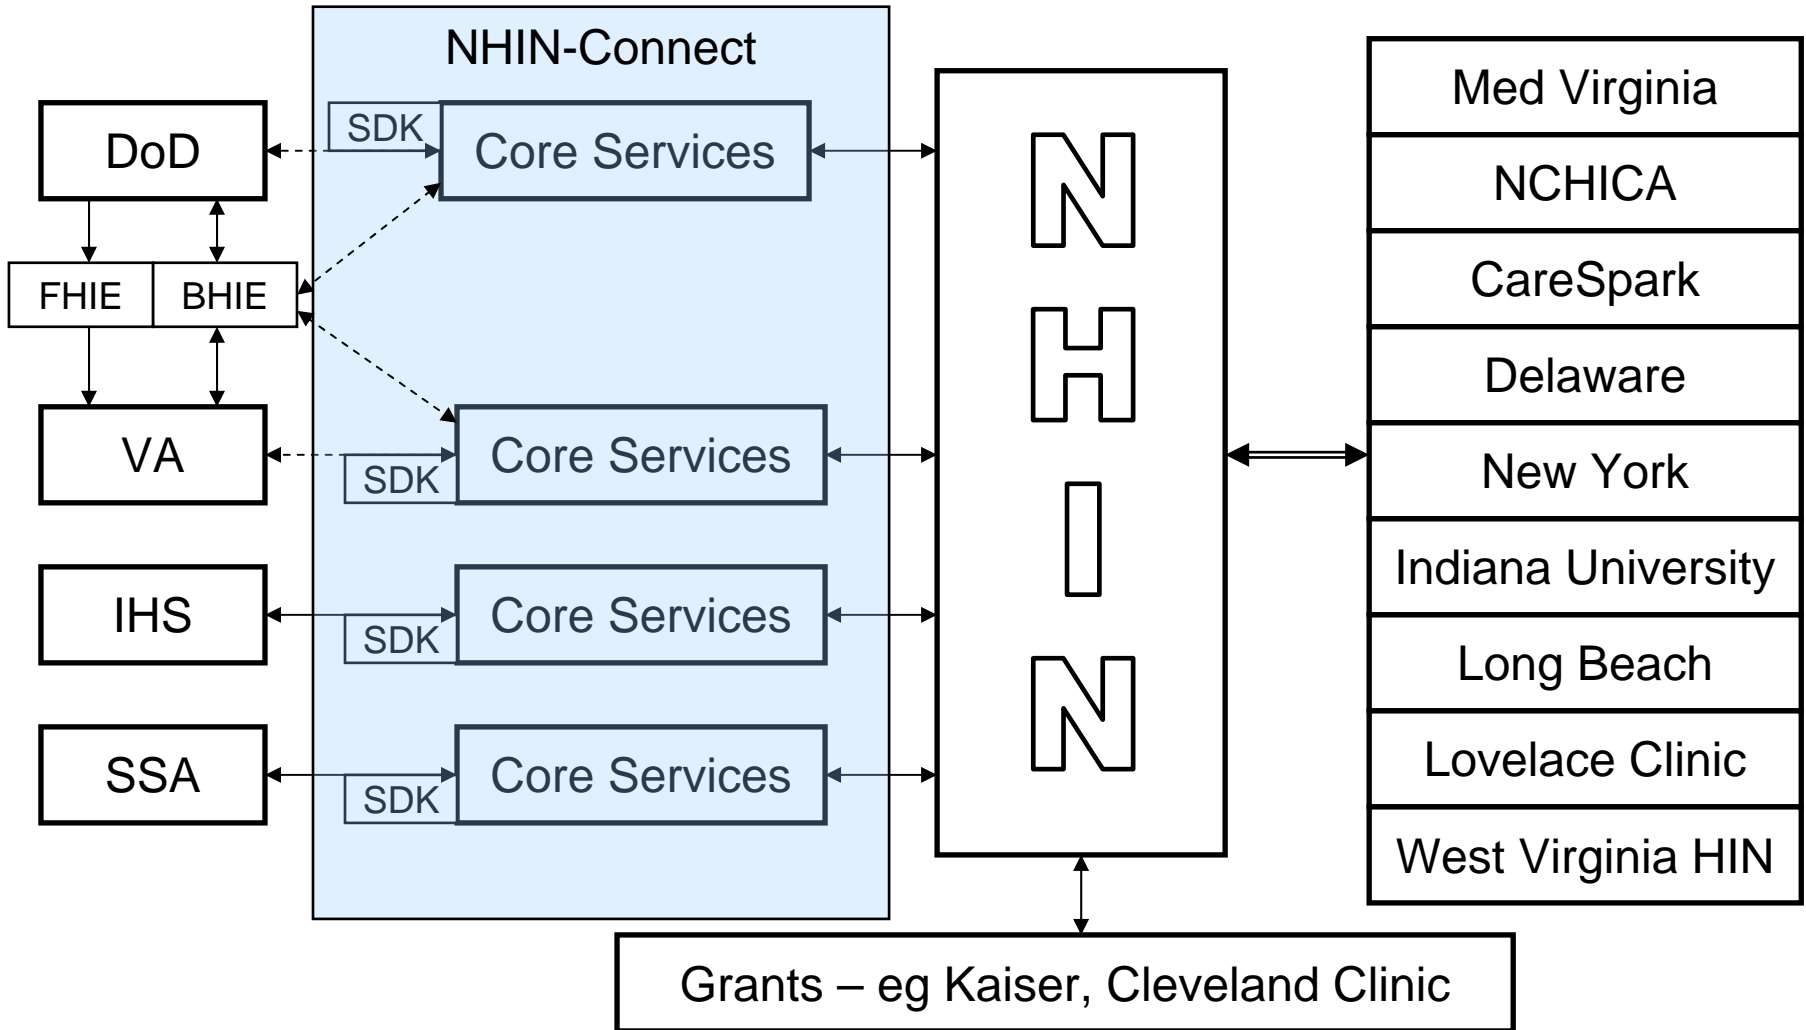 NHIN-Connect
DoD
SDK
Core Services
FHIE
BHIE
VA
SDK
Core Services
IHS
SDK
Core Services
SSA
SDK
Core Services
N
H
I
N
Med Virginia
NCHICA
CareSpark
Delaware
New York
Indiana University
Long Beach
Lovelace Clinic
West Virginia HIN
Grants – eg Kaiser, Cleveland Clinic